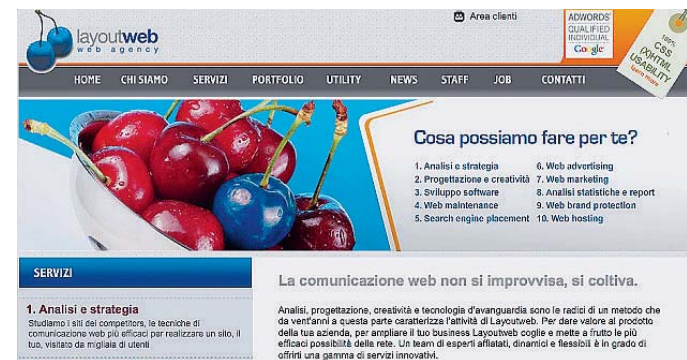 layoutweb
web agency
Area clienti
ADWORDS
QUALIFIED
INDIVIDUAL
Google
100%
CSS
(X)HTML
USABILITY
learn more
HOME CHI SIAMO SERVIZI PORTFOLIO UTILITY NEWS STAFF JOB CONTATTI
Cosa possiamo fare per te?
1. Analisi e strategia
2. Progettazione e creatività
3. Sviluppo software
4. Web maintenance
5. Search engine placement
6. Web advertising
7. Web marketing
8. Analisi statistiche e report
9. Web brand protection
10. Web hosting
SERVIZI
1. Analisi e strategia
Studiamo i siti dei competitors, le tecniche di
comunicazione web più efficaci per realizzare un sito, il
tuo, visitato da migliaia di utenti
La comunicazione web non si improvvisa, si coltiva.
Analisi, progettazione, creatività e tecnologia d'avanguardia sono le radici di un metodo che
da vent'anni a questa parte caratterizza l'attività di Layoutweb. Per dare valore al prodotto
della tua azienda, per ampliare il tuo business Layoutweb coglie e mette a frutto le più
efficaci possibilità della rete. Un team di esperti affiatati, dinamici e flessibili è in grado di
offrirti una gamma di servizi innovativi.